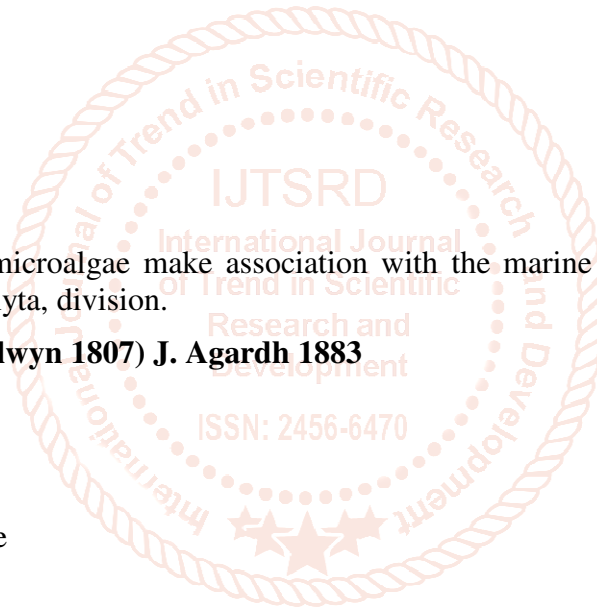 International Journal of Trend in Scientific Research and Development
IJTSRD
International Journal
microalgae make association with the marine
of Trend in Scientific
lyta, division.
Research and
lwyn 1807) J. Agardh 1883
Development
ISSN: 2456-6470
e